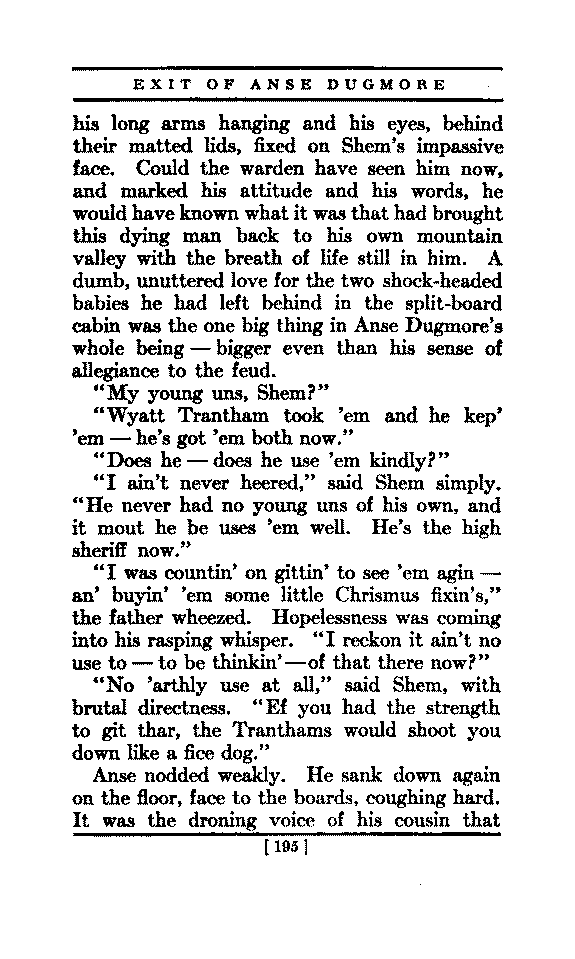 EXIT OF ANSE DUGMORE
his long arms hanging and his eyes, behind
their matted lids, fixed on Shem's impassive
face. Could the warden have seen him now,
and marked his attitude and his words, he
would have known what it was that had brought
this dying man back to his own mountain
valley with the breath of life still in him. A
dumb, unuttered love for the two shock-headed
babies he had left behind in the split-board
cabin was the one big thing in Anse Dugmore's
whole being — bigger even than his sense of
allegiance to the feud.
"My young uns, Shem?"
"Wyatt Trantham took 'em and he kep'
'em — he's got 'em both now."
"Does he — does he use 'em kindly?"
"I ain't never heered," said Shem simply.
"He never had no young uns of his own, and
it mout he be uses 'em well. He's the high
sheriff now."
"I was countin' on gittin' to see 'em agin —
an' buyin' 'em some little Chrismus fixin's,"
the father wheezed. Hopelessness was coming
into his rasping whisper. "I reckon it ain't no
use to — to be thinkin'—of that there now?"
"No 'arthly use at all," said Shem, with
brutal directness. "Ef you had the strength
to git thar, the Tranthams would shoot you
down like a fice dog."
Anse nodded weakly. He sank down again
on the floor, face to the boards, coughing hard.
It was the droning voice of his cousin that
[ 195 ]